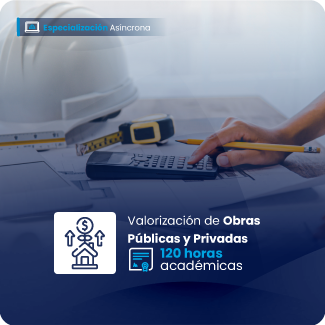 Especialización Asíncrona
Valorización de Obras
Públicas y Privadas
120 horas
académicas